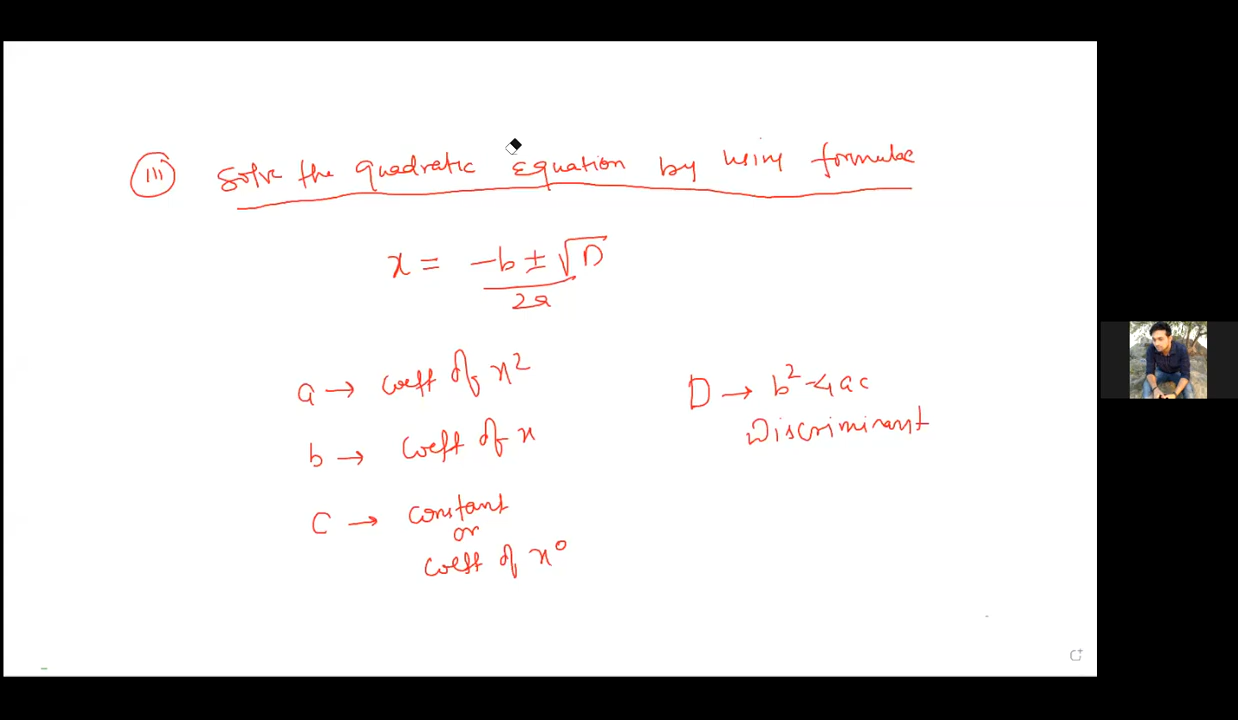 (111) Solve the quadratic Equation by using formulae
x = -b ± √D
2a
a → coeff of x²
b → coeff of x
C → constant
or
coeff of x⁰
D → b² - 4ac
Discriminant